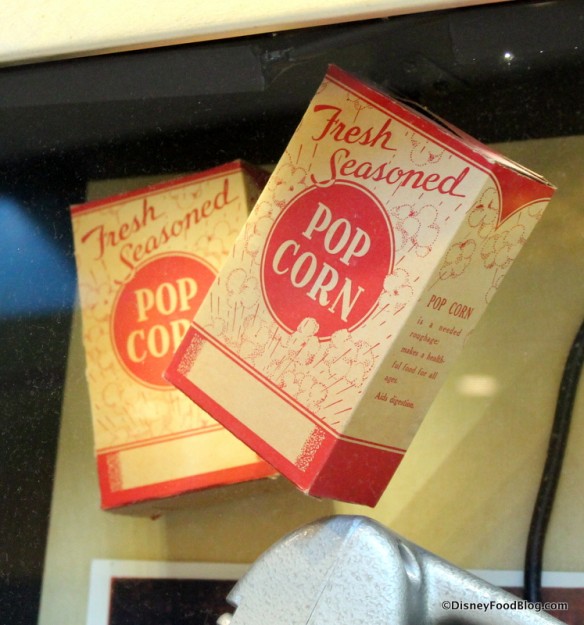 Fresh
Seasoned
POP
COR
Fresh
Seasoned
POP
CORN
POP CORN
is a needed
roughage
makes a health-
ful food for all
ages.
Aids digestion.
©DisneyFoodBlog.com